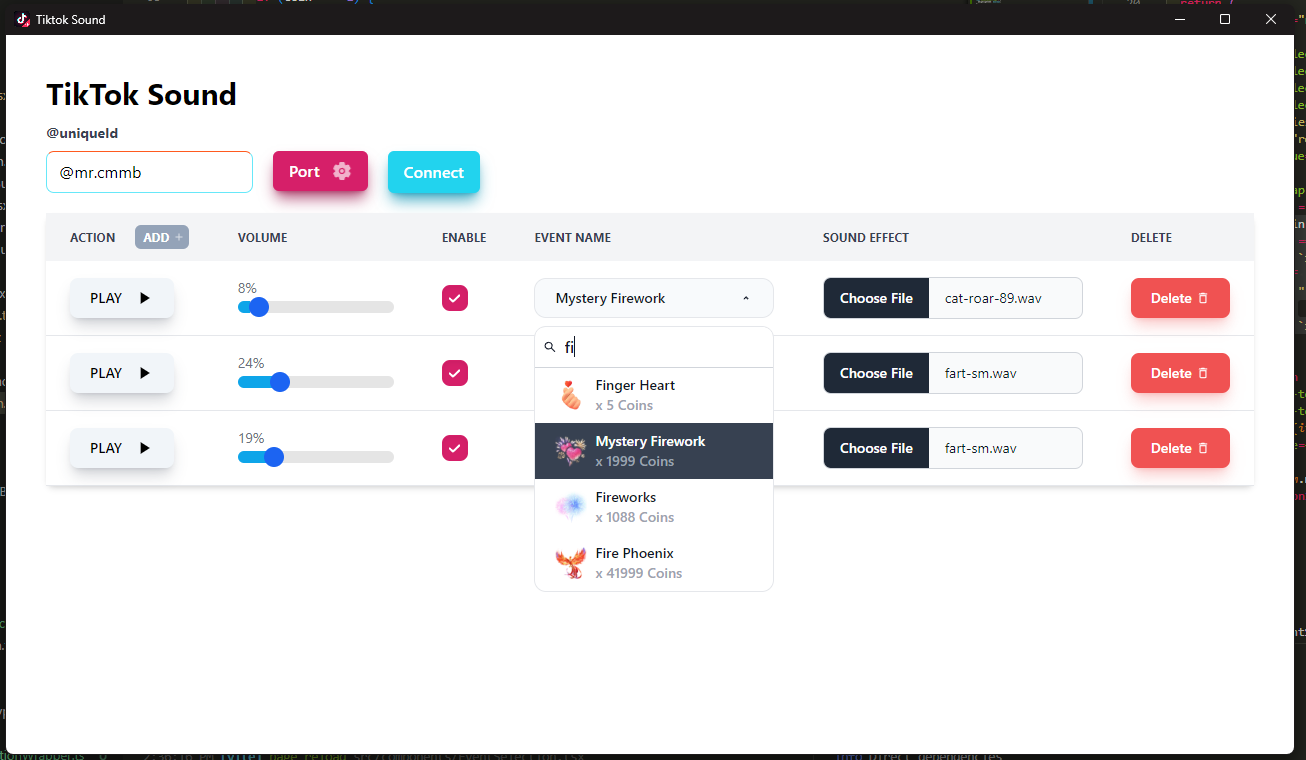 Tiktok Sound
TikTok Sound
@uniqueId
@mr.cmmb
Port
Connect
ACTION ADD + VOLUME ENABLE EVENT NAME SOUND EFFECT DELETE
PLAY 8% Mystery Firework Choose File cat-roar-89.wav Delete
fi
PLAY 24% Choose File fart-sm.wav Delete
PLAY 19% Choose File fart-sm.wav Delete
Finger Heart
x 5 Coins
Mystery Firework
x 1999 Coins
Fireworks
x 1088 Coins
Fire Phoenix
x 41999 Coins